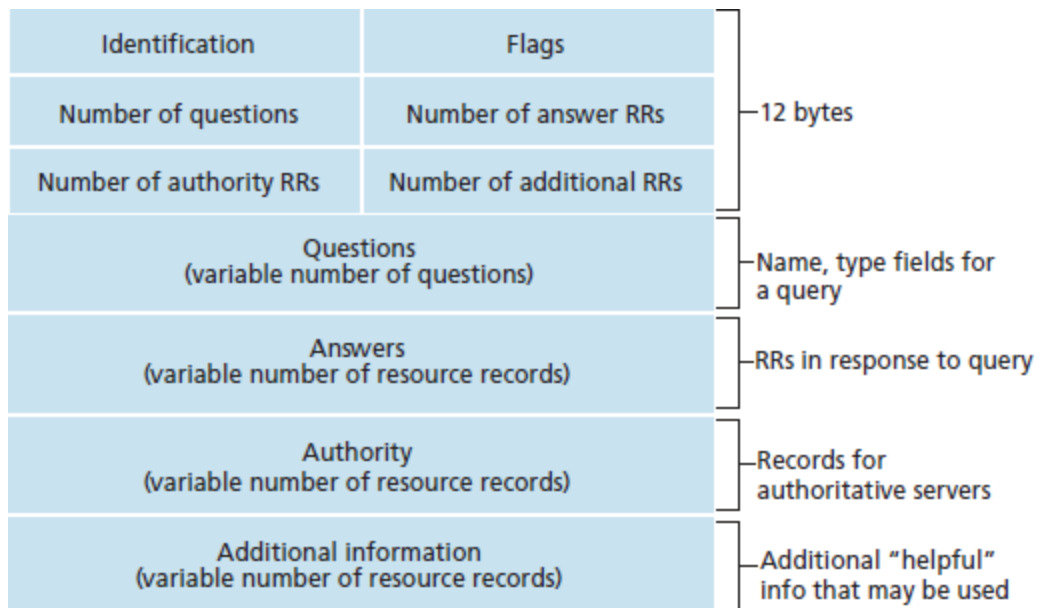 Identification
Flags
Number of questions
Number of answer RRs
12 bytes
Number of authority RRs
Number of additional RRs
Questions
(variable number of questions)
Name, type fields for
a query
Answers
(variable number of resource records)
RRs in response to query
Authority
(variable number of resource records)
Records for
authoritative servers
Additional information
(variable number of resource records)
Additional “helpful”
info that may be used